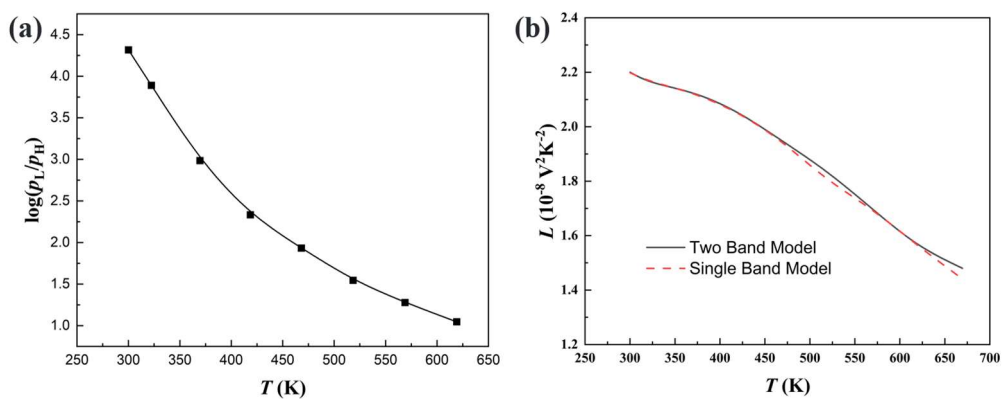 (a)
log(pL/pH)
4.5
4.0
3.5
3.0
2.5
2.0
1.5
1.0
250 300 350 400 450 500 550 600 650
T (K)
(b)
L (10-8 V2K-2)
2.4
2.2
2.0
1.8
1.6
1.4
1.2
Two Band Model
Single Band Model
250 300 350 400 450 500 550 600 650 700
T (K)